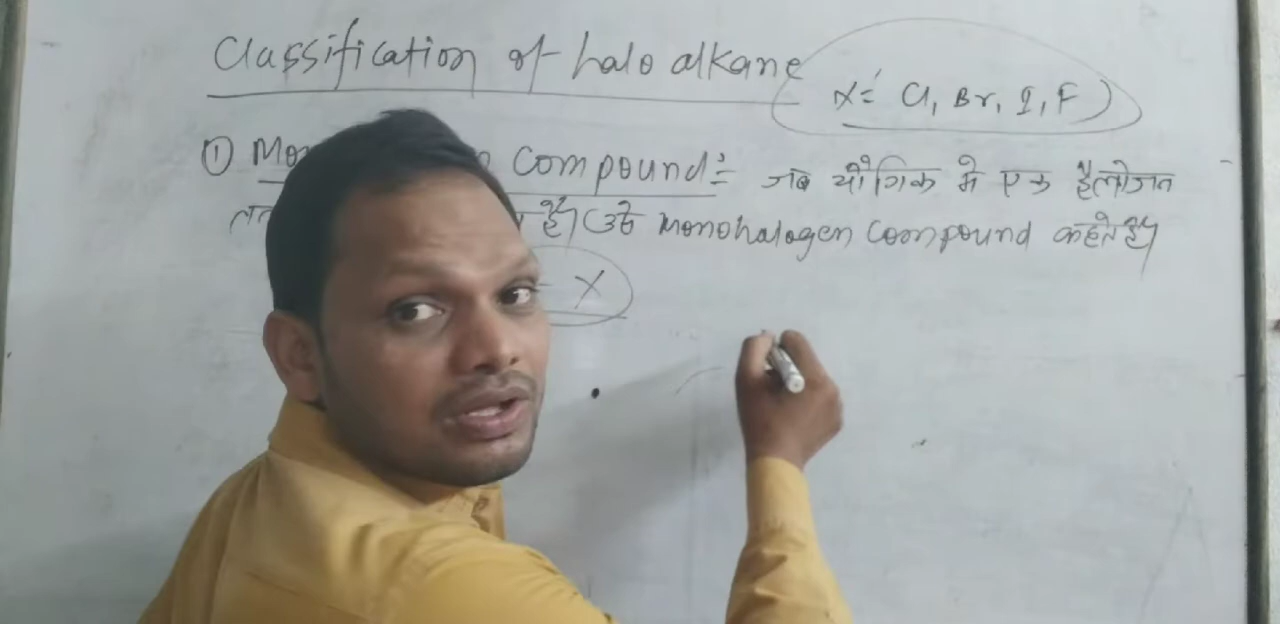 Classification of halo alkane
X = Cl, Br, I, F)
① Compound:- जब यौगिक मे एक हैलोजन
है। उसे Monohalogen Compound कहते है।
- X